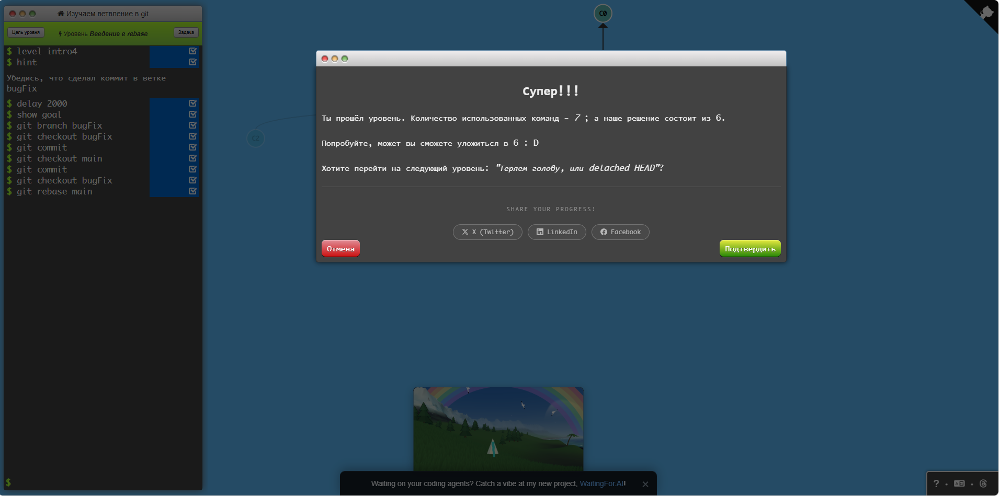 Изучаем ветвление в git
Цель уровня
Уровень Введение в rebase
Задача
$ level intro4
$ hint
Убедись, что сделал коммит в ветке
bugFix
$ delay 2000
$ show goal
$ git branch bugFix
$ git checkout bugFix
$ git commit
$ git checkout main
$ git commit
$ git checkout bugFix
$ git rebase main
$
C0
C2
Супер!!!
Ты прошёл уровень. Количество использованных команд - 7 ; а наше решение состоит из 6.
Попробуйте, может вы сможете уложиться в 6 : D
Хотите перейти на следующий уровень: "Теряем голову, или detached HEAD"?
SHARE YOUR PROGRESS!
X (Twitter)
LinkedIn
Facebook
Отмена
Подтвердить
Waiting on your coding agents? Catch a vibe at my new project, WaitingFor.AI!
?